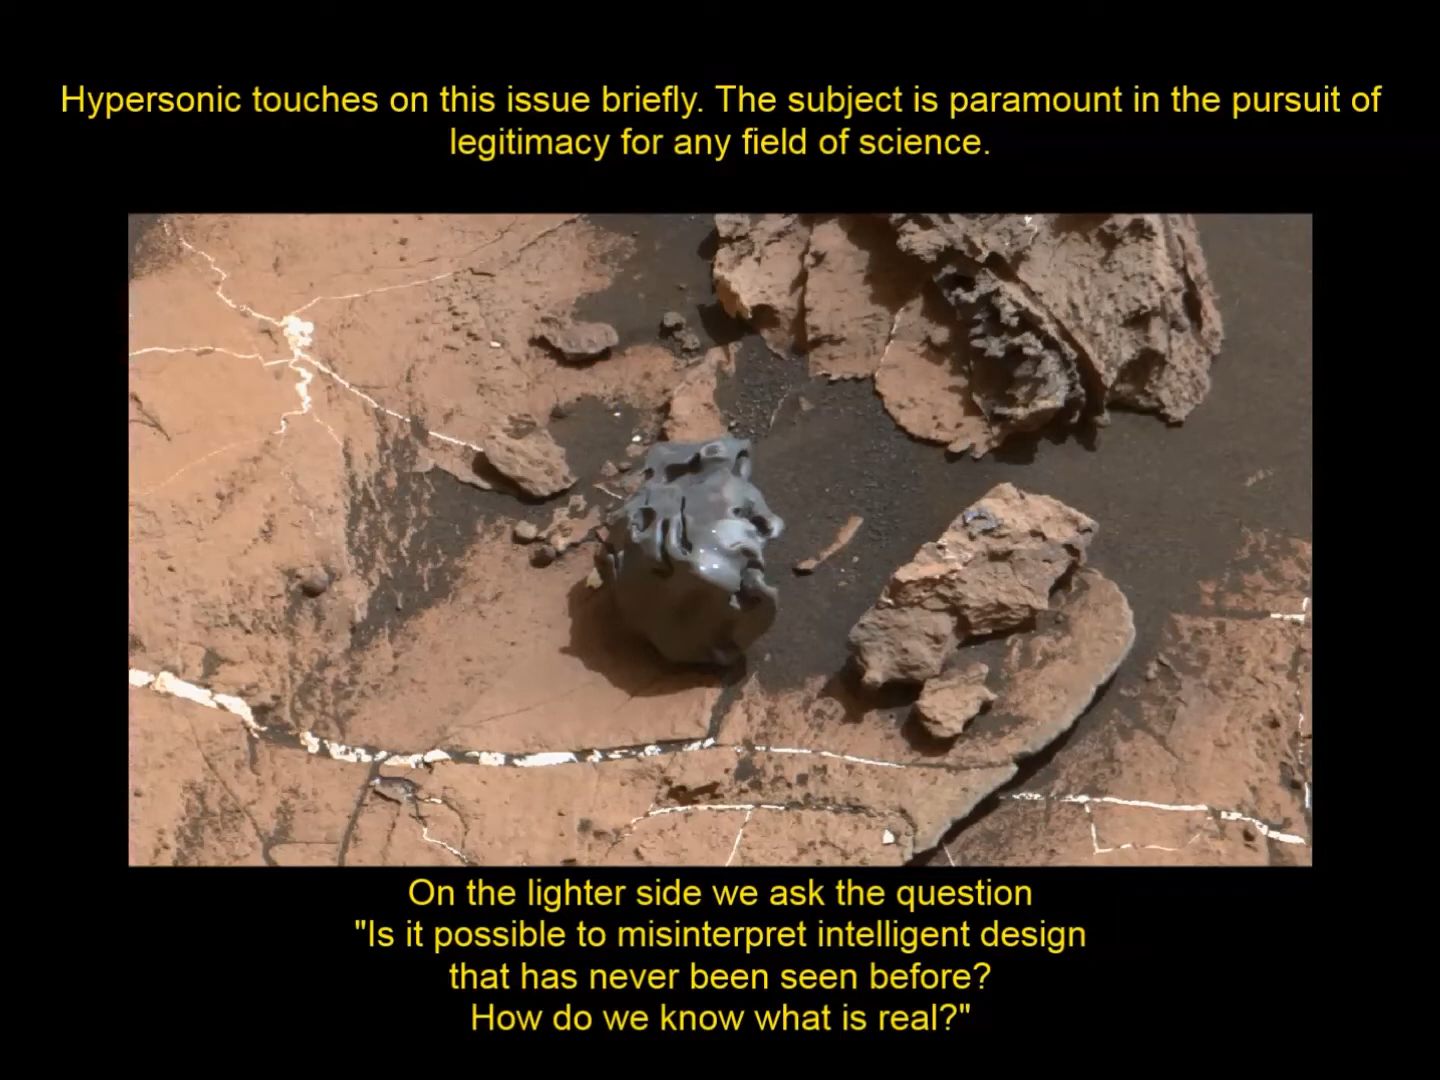 Hypersonic touches on this issue briefly. The subject is paramount in the pursuit of
legitimacy for any field of science.
On the lighter side we ask the question
"Is it possible to misinterpret intelligent design
that has never been seen before?
How do we know what is real?"